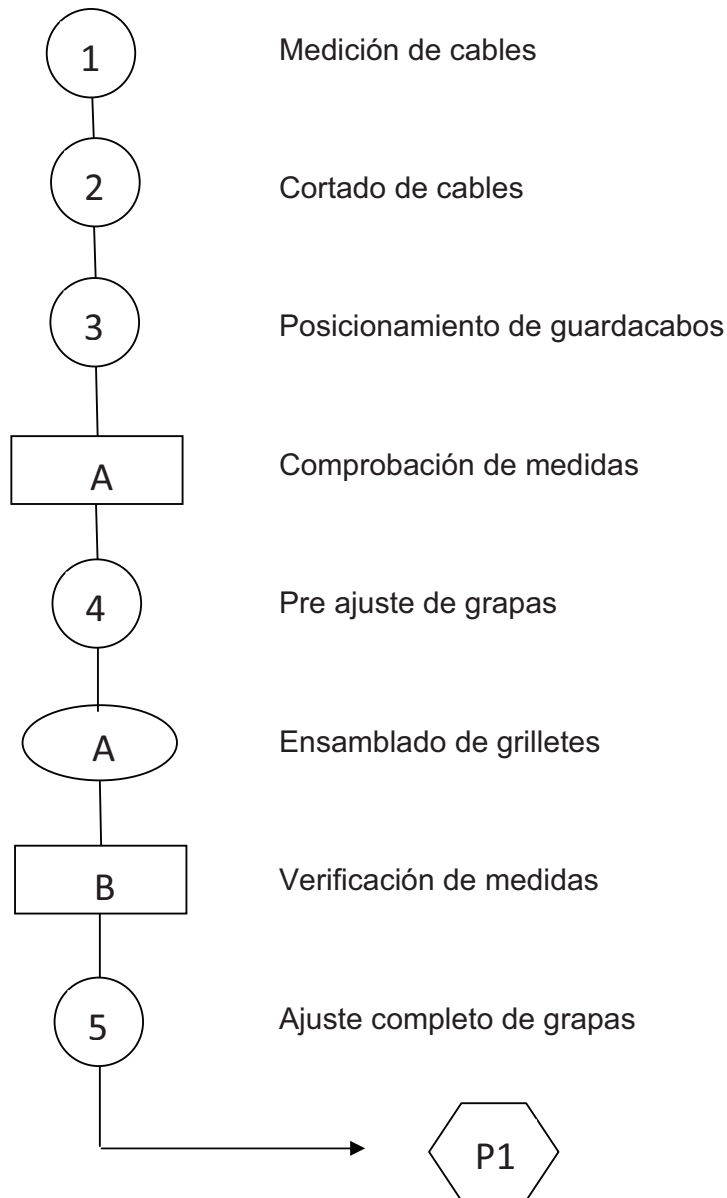 1 Medición de cables
2 Cortado de cables
3 Posicionamiento de guardacabos
A Comprobación de medidas
4 Pre ajuste de grapas
A Ensamblado de grilletes
B Verificación de medidas
5 Ajuste completo de grapas
P1